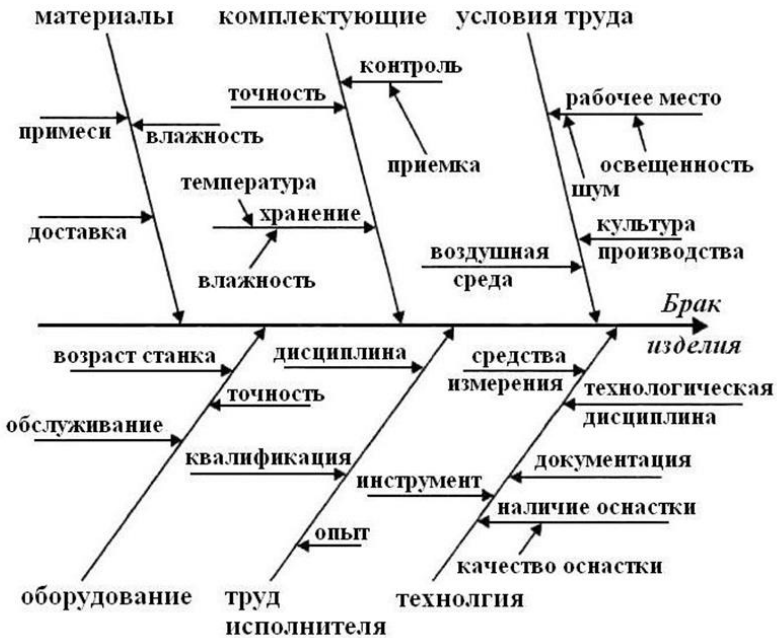 материалы
комплектующие
условия труда
контроль
точность
рабочее место
примеси
влажность
приемка
освещенность
температура
шум
хранение
культура
производства
доставка
воздушная
среда
влажность
Брак
изделия
возраст станка
дисциплина
средства
измерения
точность
технологическая
дисциплина
обслуживание
квалификация
документация
инструмент
наличие оснастки
опыт
качество оснастки
оборудование
труд
исполнителя
технолгия